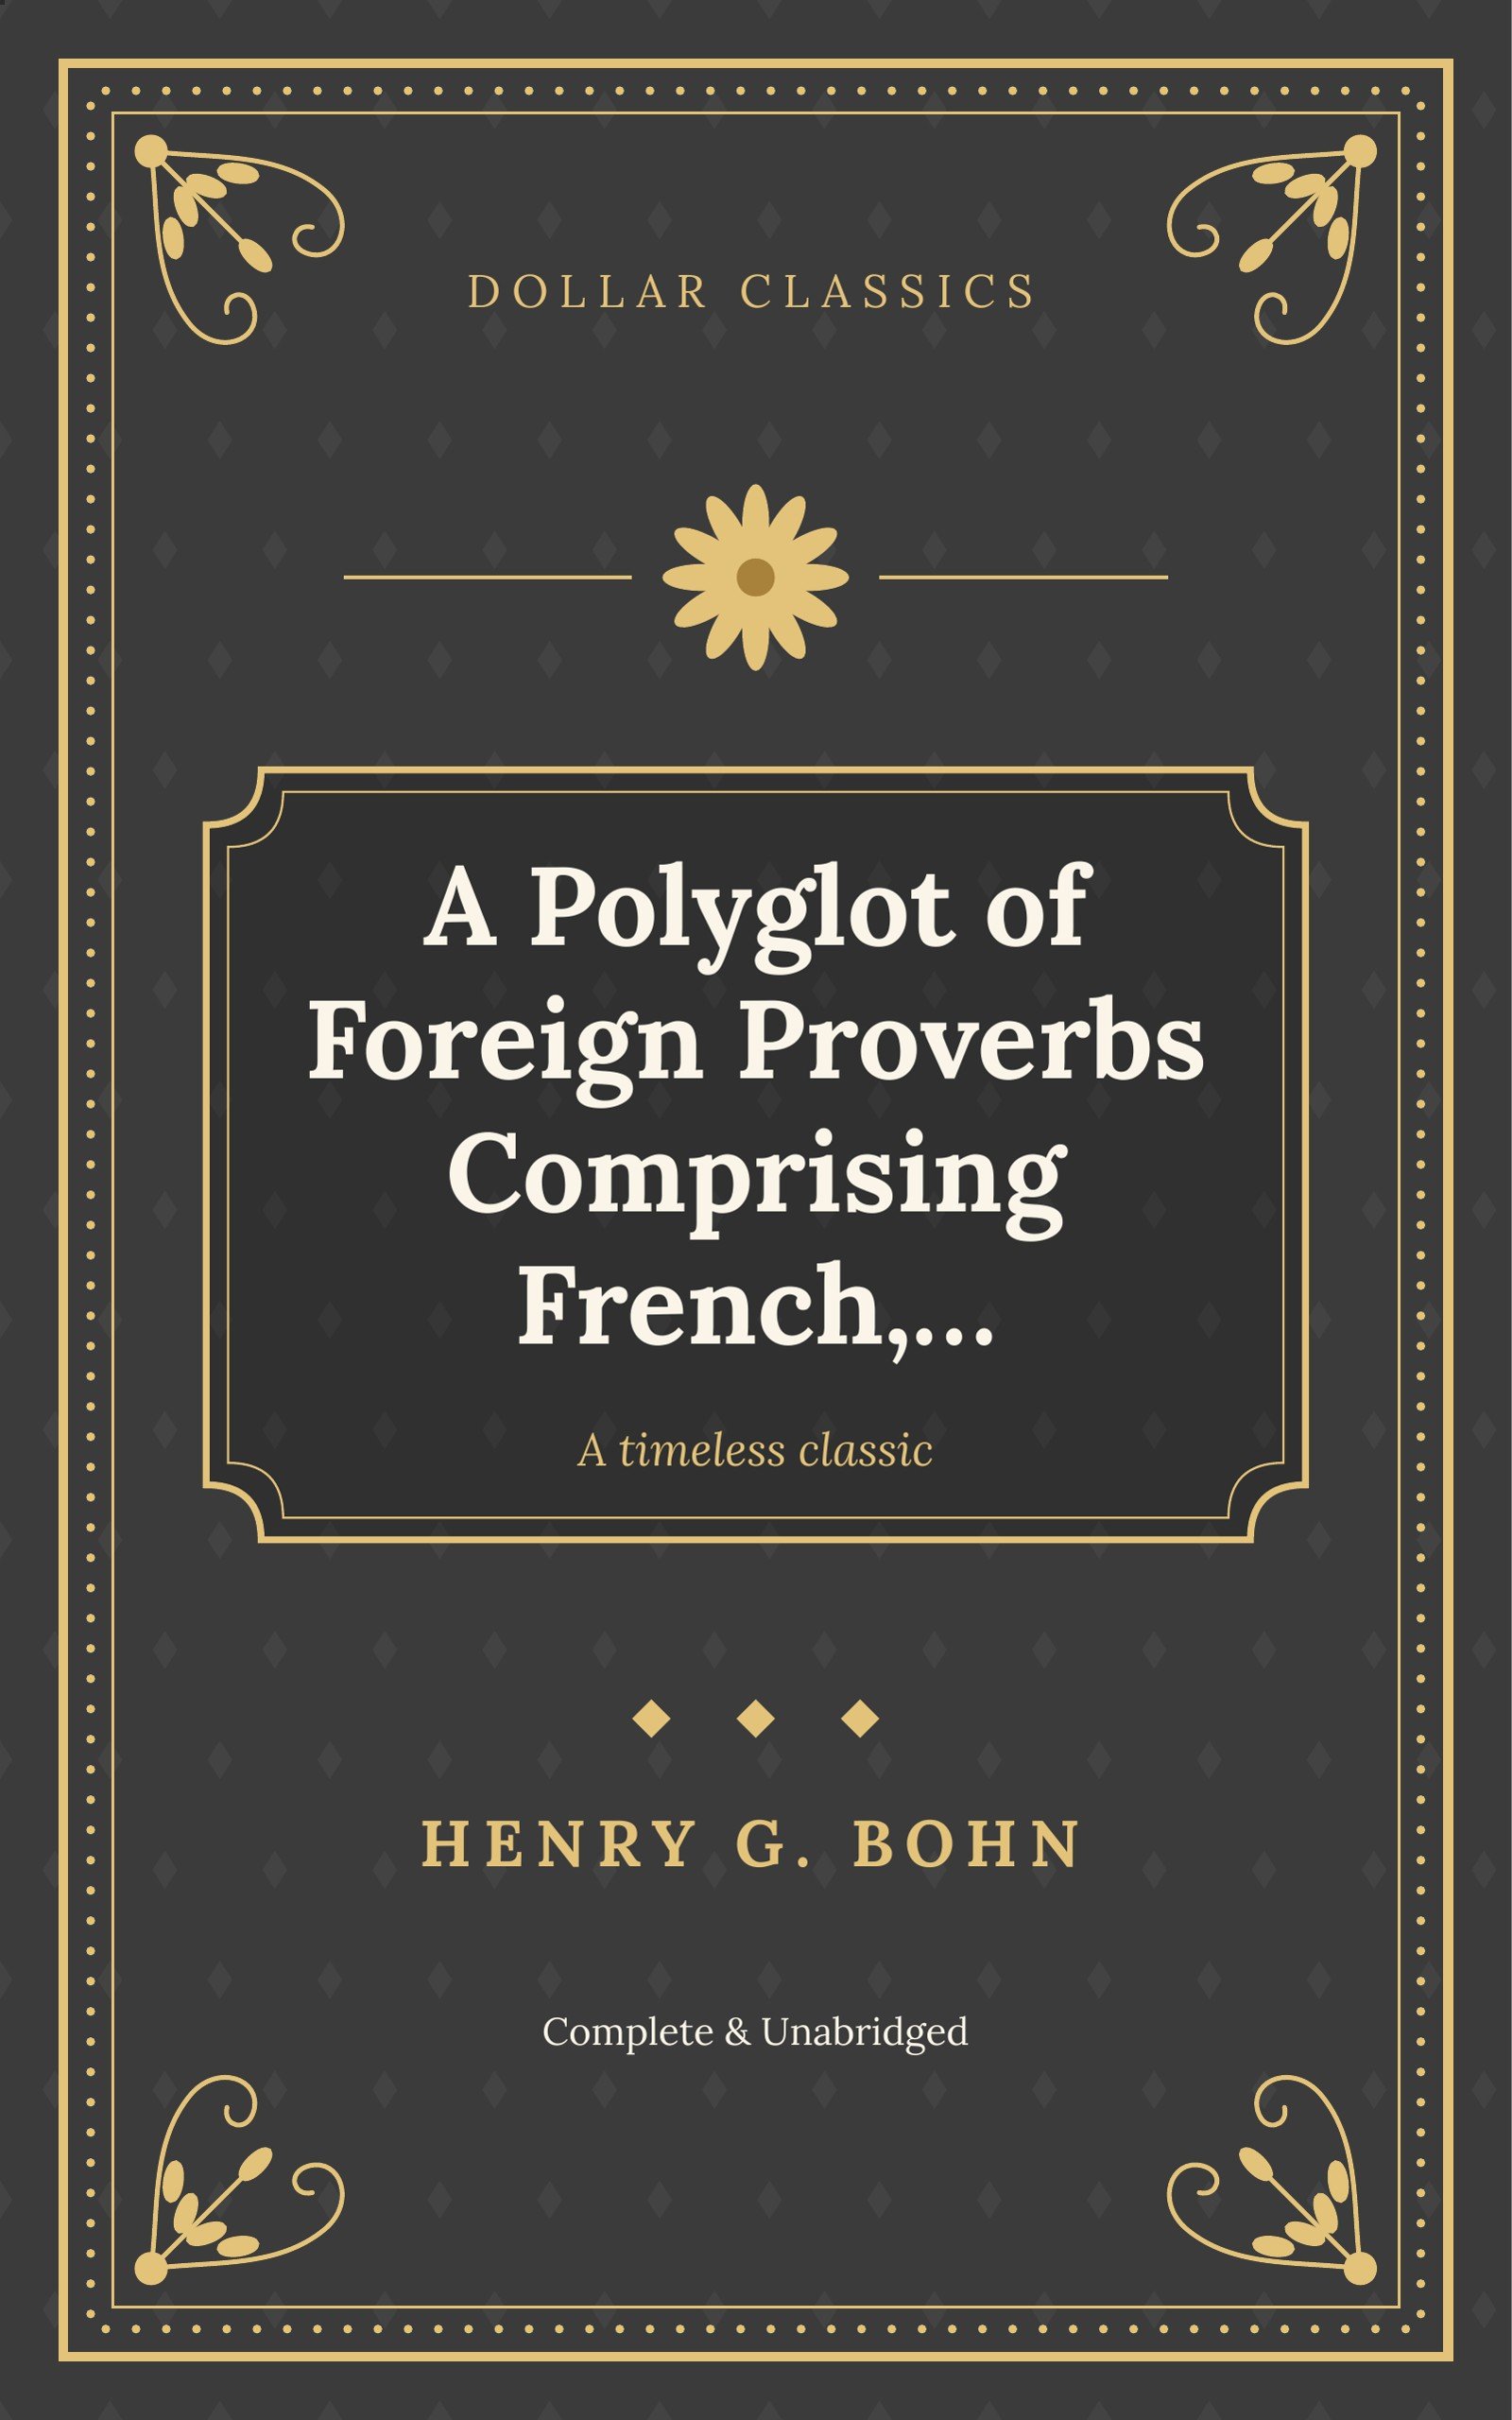 DOLLAR CLASSICS
A Polyglot of
Foreign Proverbs
Comprising
French,...
A timeless classic
HENRY G. BOHN
Complete & Unabridged